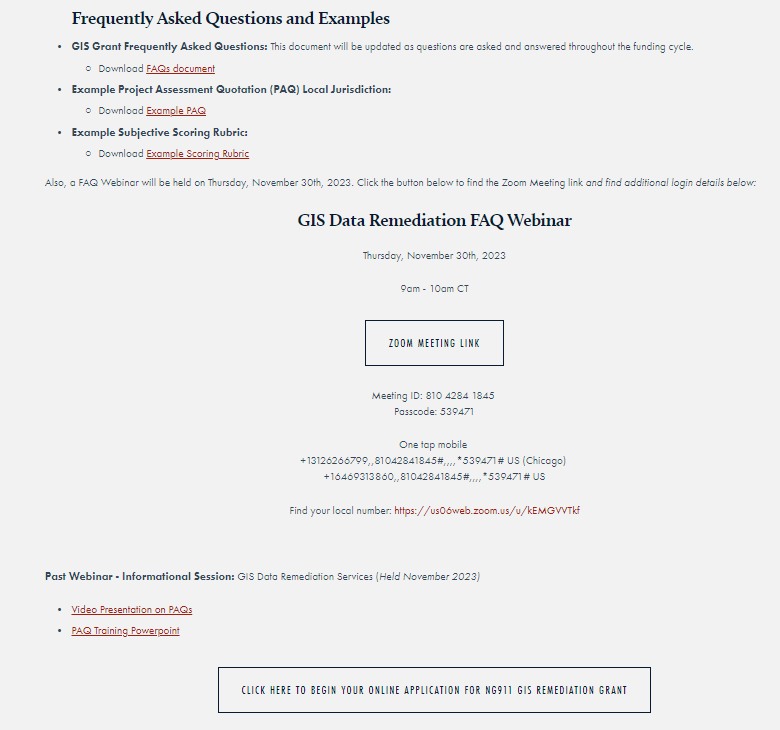 Frequently Asked Questions and Examples
• GIS Grant Frequently Asked Questions: This document will be updated as questions are asked and answered throughout the funding cycle.
○ Download FAQs document
• Example Project Assessment Quotation (PAQ) Local Jurisdiction:
○ Download Example PAQ
• Example Subjective Scoring Rubric:
○ Download Example Scoring Rubric
Also, a FAQ Webinar will be held on Thursday, November 30th, 2023. Click the button below to find the Zoom Meeting link and find additional login details below:
GIS Data Remediation FAQ Webinar
Thursday, November 30th, 2023
9am - 10am CT
ZOOM MEETING LINK
Meeting ID: 810 4284 1845
Passcode: 539471
One tap mobile
+13126266799,,81042841845#,,,,*539471# US (Chicago)
+16469313860,,81042841845#,,,,*539471# US
Find your local number: https://us06web.zoom.us/u/kEMGVVTkf
Past Webinar - Informational Session: GIS Data Remediation Services (Held November 2023)
• Video Presentation on PAQs
• PAQ Training Powerpoint
CLICK HERE TO BEGIN YOUR ONLINE APPLICATION FOR NG911 GIS REMEDIATION GRANT